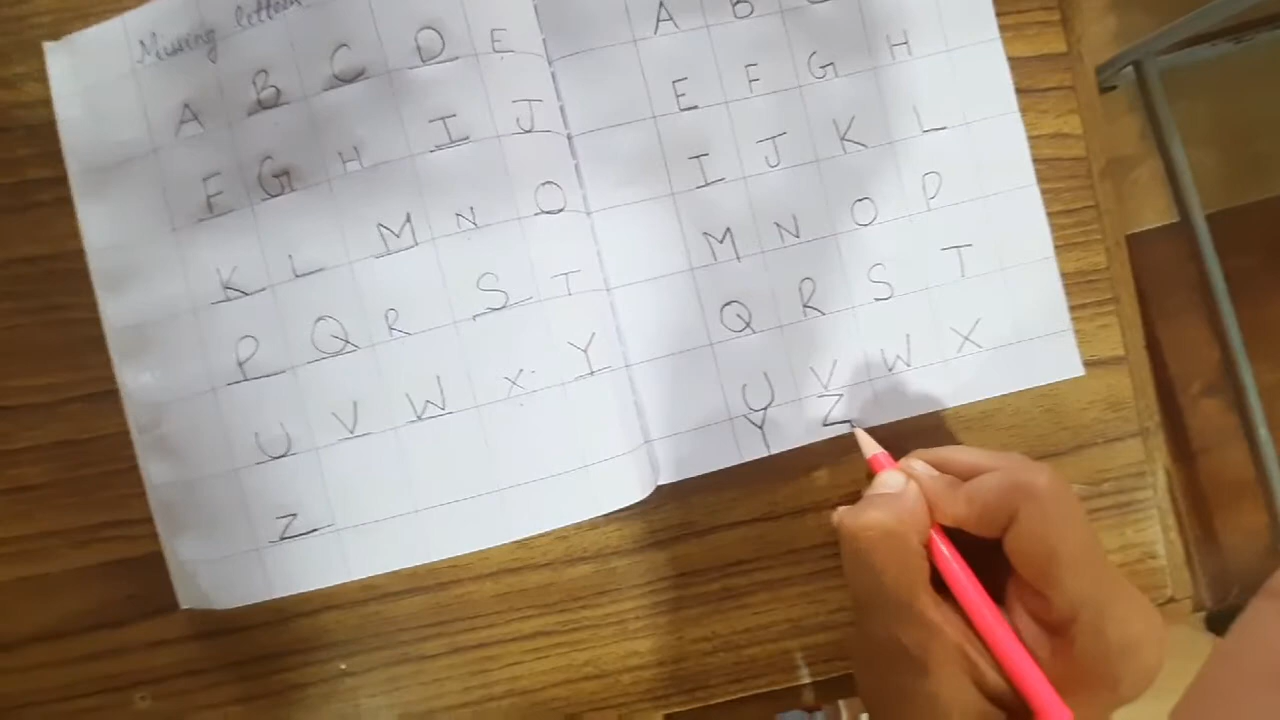 Missing letters
A B C D E
F G H I J
K L M N O
P Q R S T
U V W X Y
Z
A B C
E F G H
I J K L
M N O P
Q R S T
U V W X
Y Z